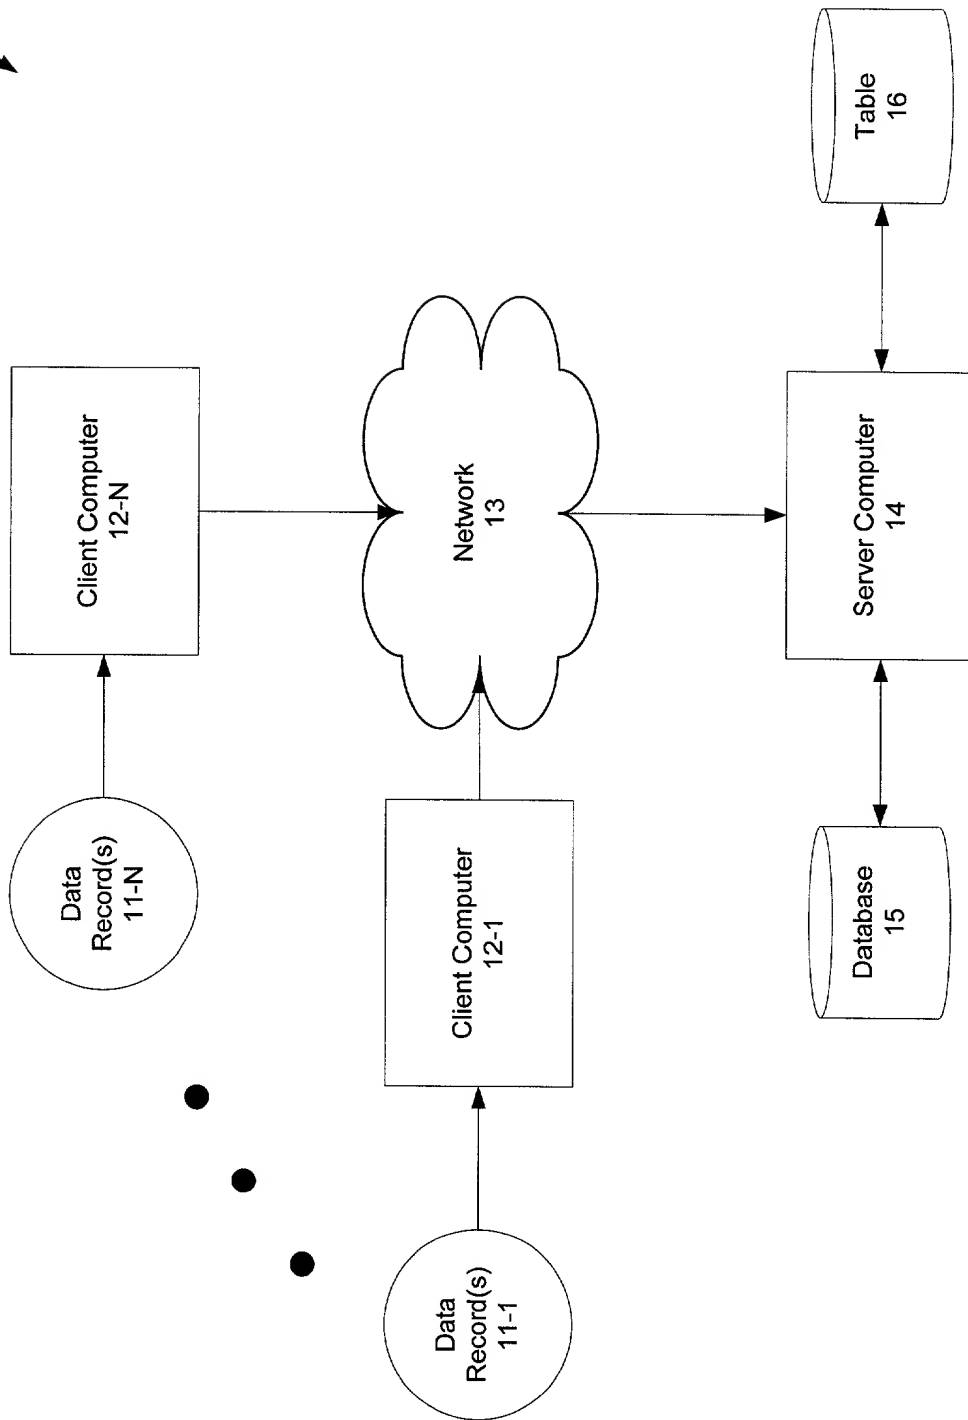 Data
Record(s)
11-1
Client Computer
12-1
Data
Record(s)
11-N
Client Computer
12-N
Network
13
Database
15
Server Computer
14
Table
16